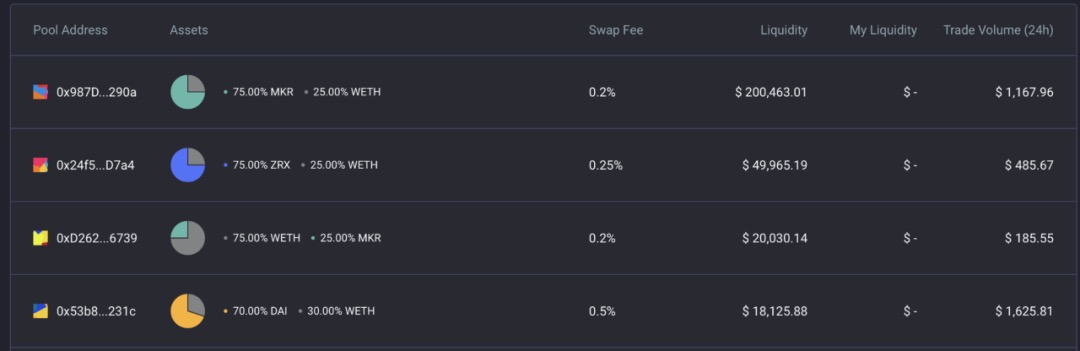 Pool Address Assets Swap Fee Liquidity My Liquidity Trade Volume (24h)
0x987D...290a • 75.00% MKR • 25.00% WETH 0.2% $ 200,463.01 $ - $ 1,167.96
0x24f5...D7a4 • 75.00% ZRX • 25.00% WETH 0.25% $ 49,965.19 $ - $ 485.67
0xD262...6739 • 75.00% WETH • 25.00% MKR 0.2% $ 20,030.14 $ - $ 185.55
0x53b8...231c • 70.00% DAI • 30.00% WETH 0.5% $ 18,125.88 $ - $ 1,625.81